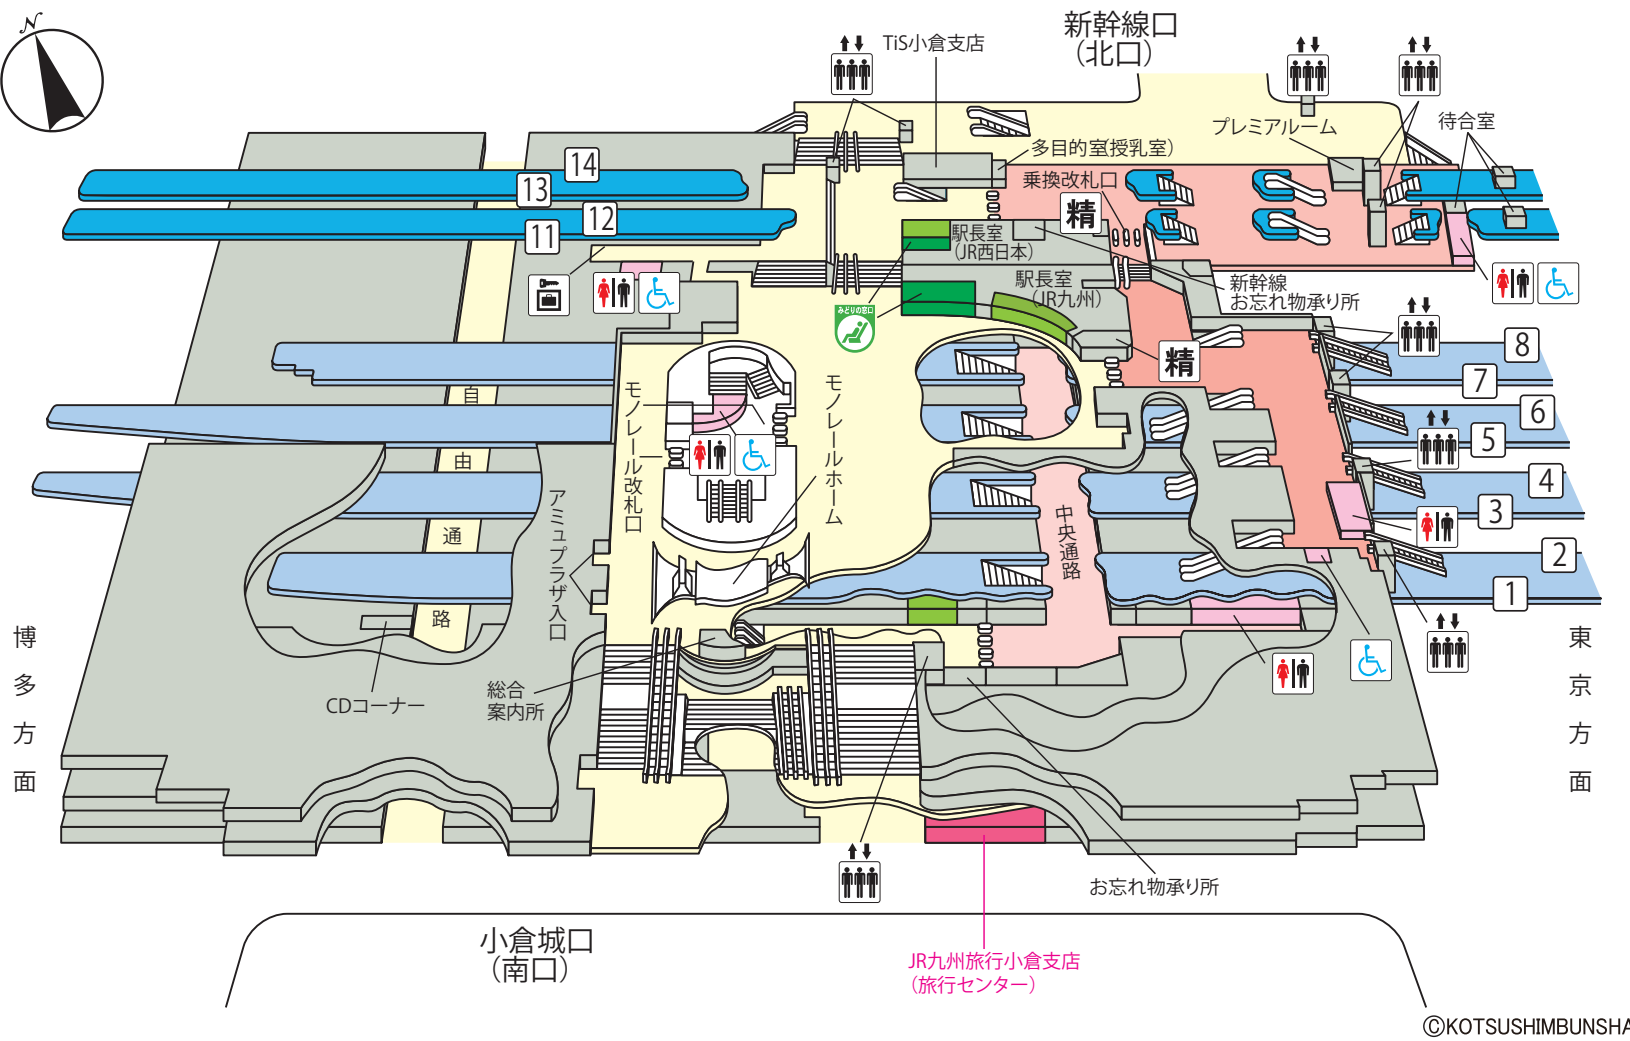 N
新幹線口
（北口）
TiS小倉支店
プレミアルーム
待合室
多目的室(授乳室)
乗換改札口
精
14
13
12
11
駅長室
（JR西日本）
駅長室
（JR九州）
新幹線
お忘れ物承り所
みどりの窓口
精
8
7
6
5
4
3
2
1
自由通路
モノレール改札口
モノレールホーム
アミュプラザ入口
中央通路
博多方面
東京方面
CDコーナー
総合
案内所
お忘れ物承り所
小倉城口
（南口）
JR九州旅行小倉支店
（旅行センター）
©KOTSUSHIMBUNSHA